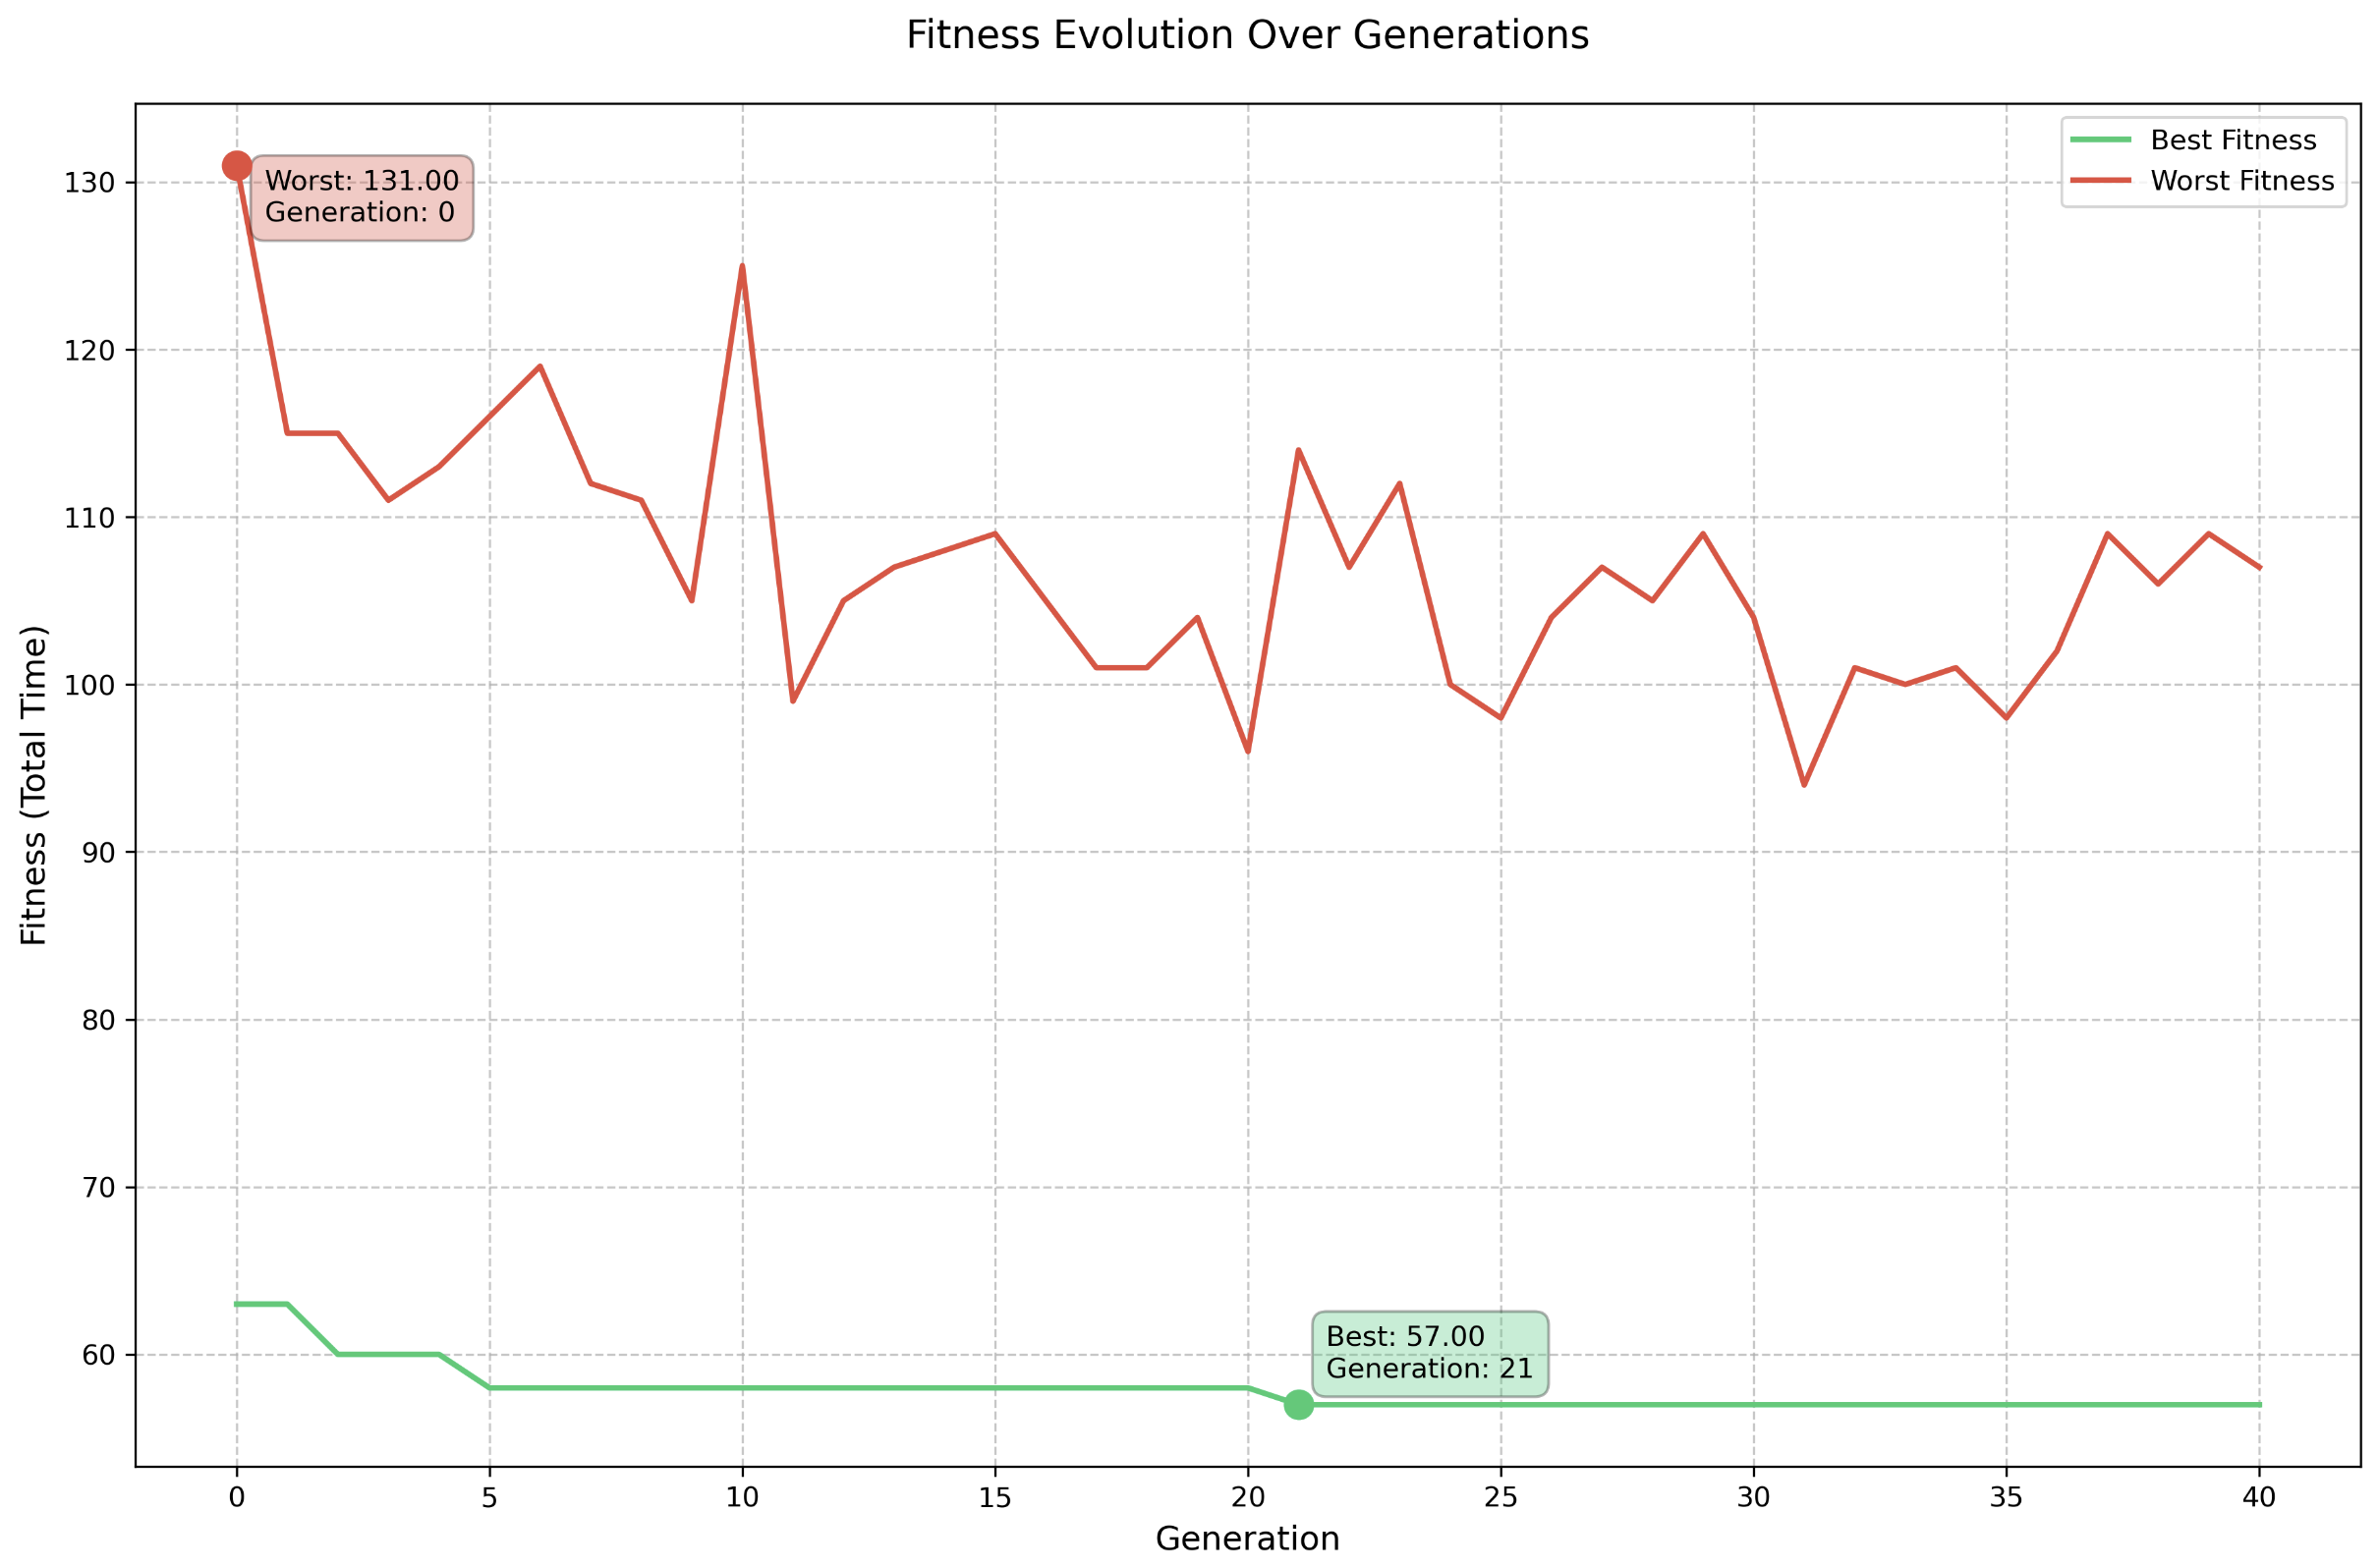 Fitness Evolution Over Generations
Best Fitness
Worst Fitness
Worst: 131.00
Generation: 0
Fitness (Total Time)
130
120
110
100
90
80
70
60
Best: 57.00
Generation: 21
0 5 10 15 20 25 30 35 40
Generation